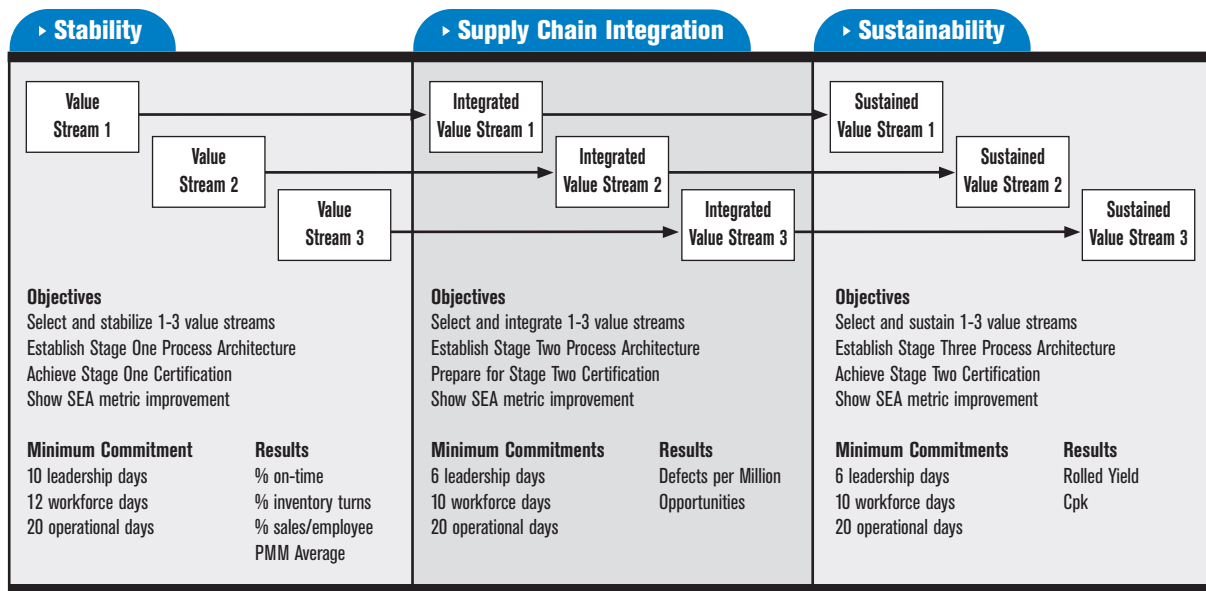 ▸ Stability
▸ Supply Chain Integration
▸ Sustainability
Value
Stream 1
Value
Stream 2
Value
Stream 3
Integrated
Value Stream 1
Integrated
Value Stream 2
Integrated
Value Stream 3
Sustained
Value Stream 1
Sustained
Value Stream 2
Sustained
Value Stream 3
Objectives
Select and stabilize 1-3 value streams
Establish Stage One Process Architecture
Achieve Stage One Certification
Show SEA metric improvement
Minimum Commitment
10 leadership days
12 workforce days
20 operational days
Results
% on-time
% inventory turns
% sales/employee
PMM Average
Objectives
Select and integrate 1-3 value streams
Establish Stage Two Process Architecture
Prepare for Stage Two Certification
Show SEA metric improvement
Minimum Commitments
6 leadership days
10 workforce days
20 operational days
Results
Defects per Million
Opportunities
Objectives
Select and sustain 1-3 value streams
Establish Stage Three Process Architecture
Achieve Stage Two Certification
Show SEA metric improvement
Minimum Commitments
6 leadership days
10 workforce days
20 operational days
Results
Rolled Yield
Cpk